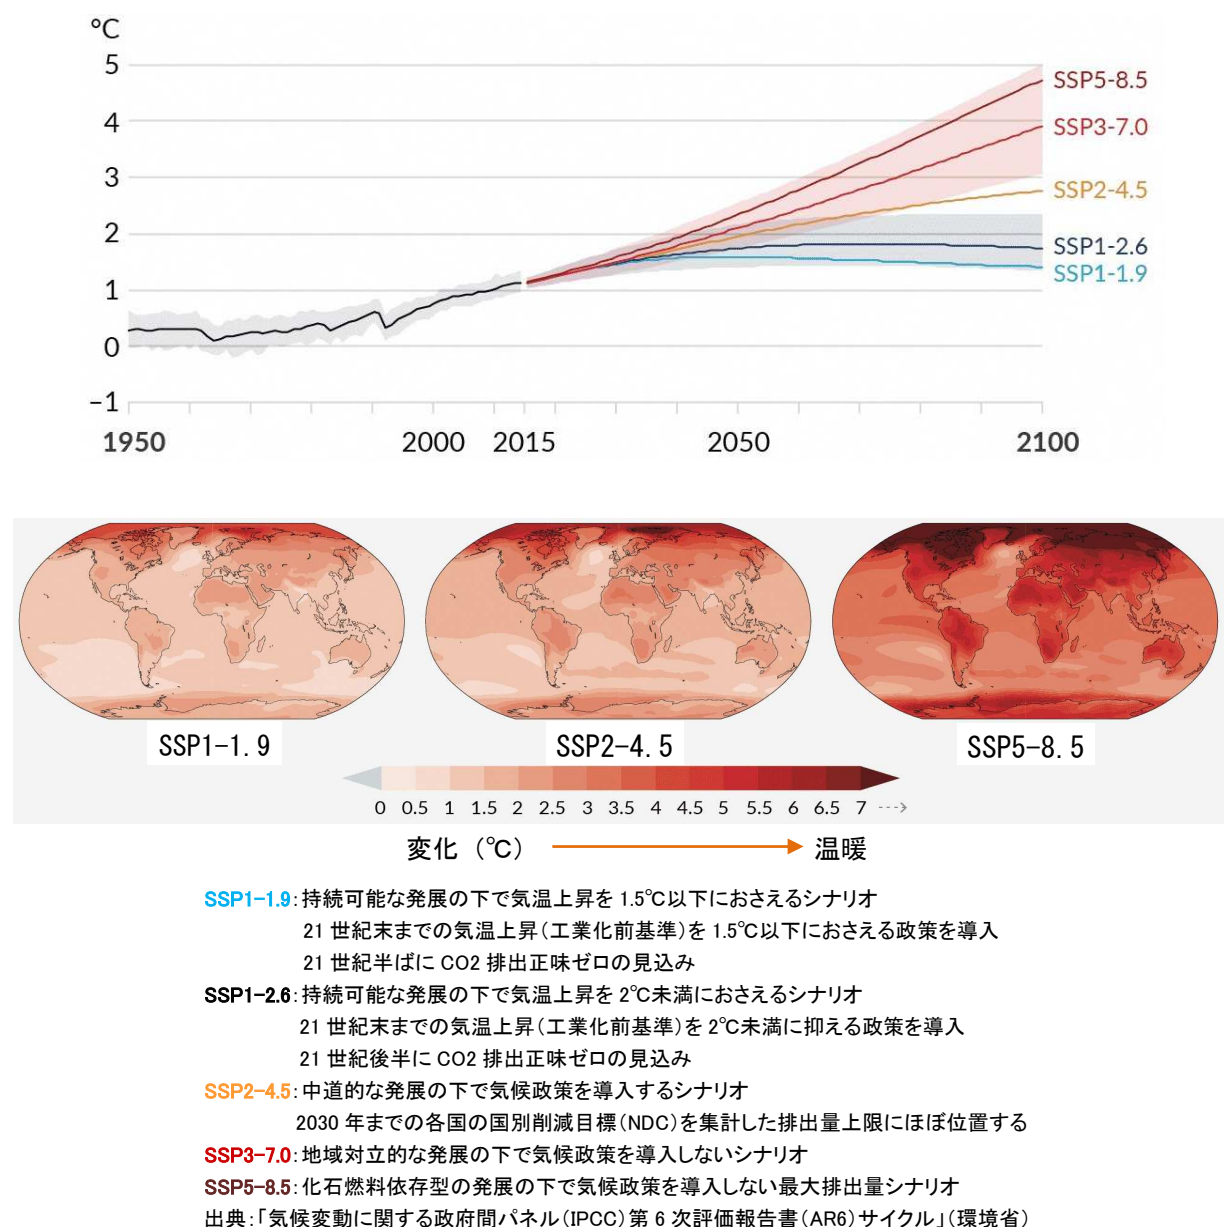 ℃
5
SSP5-8.5
4
SSP3-7.0
3
SSP2-4.5
2
SSP1-2.6
SSP1-1.9
1
0
−1
1950 2000 2015 2050 2100
SSP1-1.9 SSP2-4.5 SSP5-8.5
0 0.5 1 1.5 2 2.5 3 3.5 4 4.5 5 5.5 6 6.5 7
変化（℃） 温暖
SSP1-1.9：持続可能な発展の下で気温上昇を 1.5℃以下におさえるシナリオ
21 世紀末までの気温上昇（工業化前基準）を 1.5℃以下におさえる政策を導入
21 世紀半ばに CO2 排出正味ゼロの見込み
SSP1-2.6：持続可能な発展の下で気温上昇を 2℃未満におさえるシナリオ
21 世紀末までの気温上昇（工業化前基準）を 2℃未満に抑える政策を導入
21 世紀後半に CO2 排出正味ゼロの見込み
SSP2-4.5：中道的な発展の下で気候政策を導入するシナリオ
2030 年までの各国の国別削減目標（NDC）を集計した排出量上限にほぼ位置する
SSP3-7.0：地域対立的な発展の下で気候政策を導入しないシナリオ
SSP5-8.5：化石燃料依存型の発展の下で気候政策を導入しない最大排出量シナリオ
出典：「気候変動に関する政府間パネル（IPCC）第 6 次評価報告書（AR6）サイクル」（環境省）